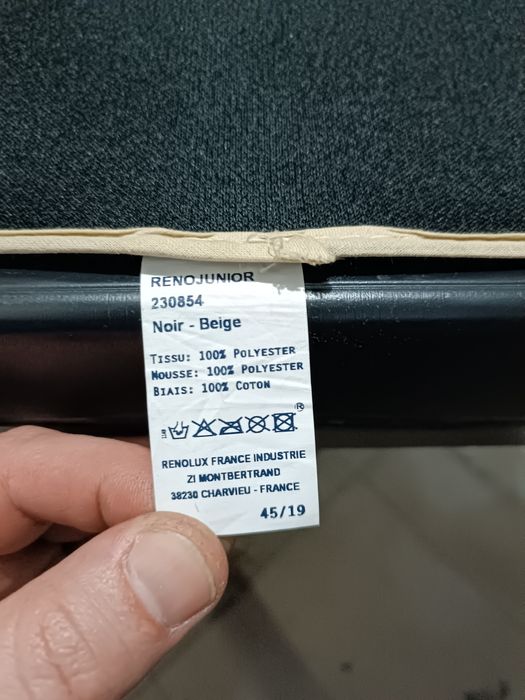 RENOJUNIOR
230854
Noir - Beige
TISSU: 100% POLYESTER
MOUSSE: 100% POLYESTER
BIAIS: 100% COTON
®
RENOLUX FRANCE INDUSTRIE
ZI MONTBERTRAND
38230 CHARVIEU - FRANCE
45/19